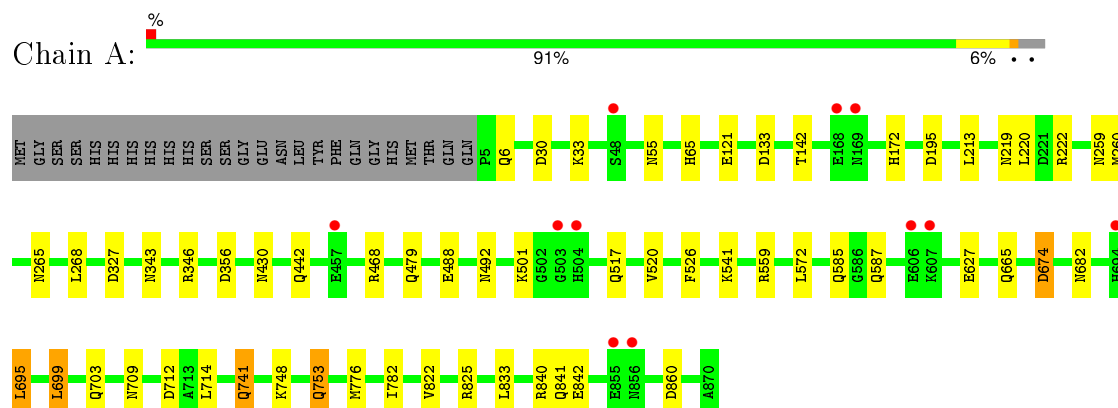 %
Chain A:
91%
6%
• •
MET GLY SER SER HIS HIS HIS HIS HIS HIS SER SER GLY GLU ASN LEU TYR PHE GLN GLY HIS MET THR GLN GLN P5 Q6 D30 K33 S48 N55 H65 E121 D133 T142 E168 N169 H172 D195 L213 N219 L220 D221 R222 N259 M260
N265 L268 D327 N343 R346 D356 N430 Q442 E457 R468 Q479 E488 N492 K501 G502 G503 H504 Q517 V520 F526 K541 R559 L572 Q585 G586 Q587 E606 K607 E627 Q665 D674 N682 H694
L695 L699 Q703 N709 D712 A713 L714 Q741 K748 Q753 M776 I782 V822 R825 L833 R840 Q841 E842 E855 N856 D860 A870